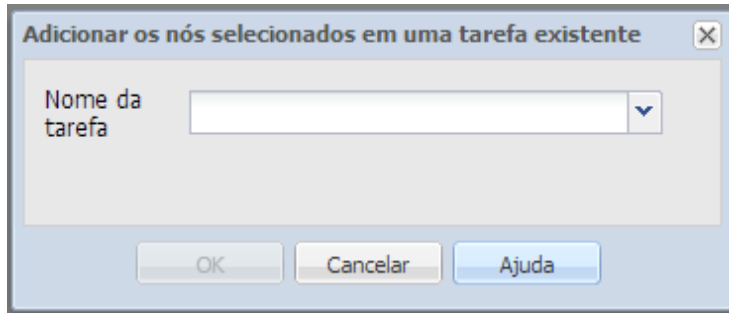 Adicionar os nós selecionados em uma tarefa existente
Nome da
tarefa
OK
Cancelar
Ajuda